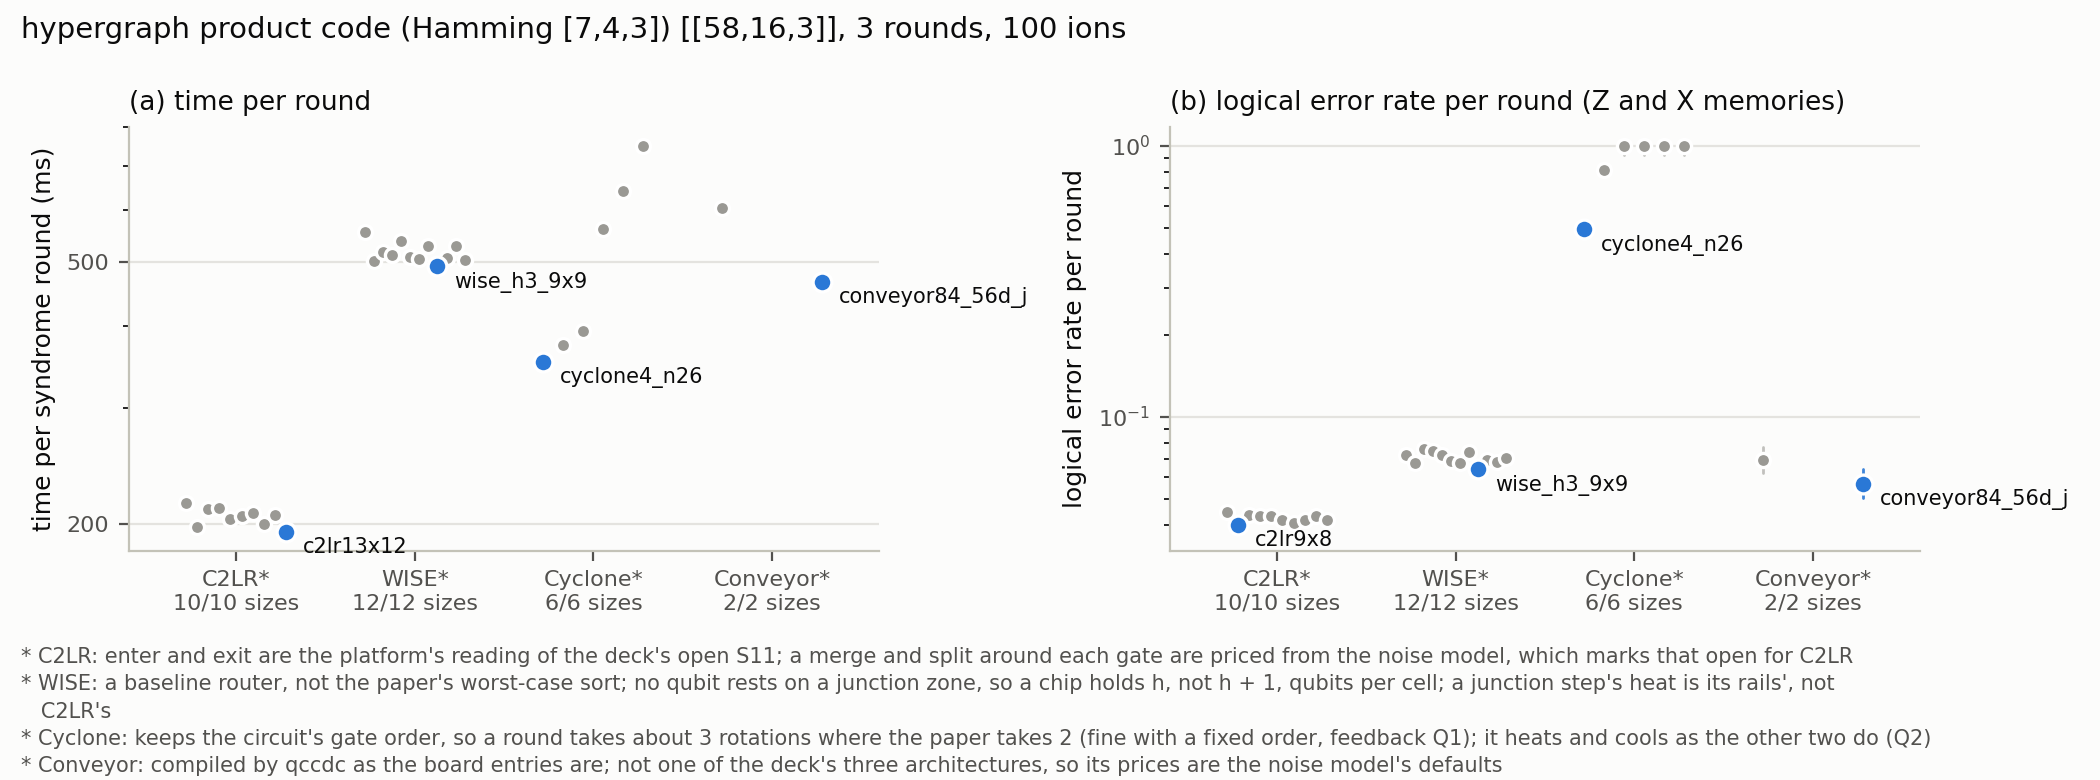 hypergraph product code (Hamming [7,4,3]) [[58,16,3]], 3 rounds, 100 ions
(a) time per round
time per syndrome round (ms)
500
200
wise_h3_9x9
conveyor84_56d_j
cyclone4_n26
c2lr13x12
C2LR*
10/10 sizes
WISE*
12/12 sizes
Cyclone*
6/6 sizes
Conveyor*
2/2 sizes
(b) logical error rate per round (Z and X memories)
logical error rate per round
10⁰
10⁻¹
cyclone4_n26
wise_h3_9x9
conveyor84_56d_j
c2lr9x8
C2LR*
10/10 sizes
WISE*
12/12 sizes
Cyclone*
6/6 sizes
Conveyor*
2/2 sizes
* C2LR: enter and exit are the platform's reading of the deck's open S11; a merge and split around each gate are priced from the noise model, which marks that open for C2LR
* WISE: a baseline router, not the paper's worst-case sort; no qubit rests on a junction zone, so a chip holds h, not h + 1, qubits per cell; a junction step's heat is its rails', not
C2LR's
* Cyclone: keeps the circuit's gate order, so a round takes about 3 rotations where the paper takes 2 (fine with a fixed order, feedback Q1); it heats and cools as the other two do (Q2)
* Conveyor: compiled by qccdc as the board entries are; not one of the deck's three architectures, so its prices are the noise model's defaults